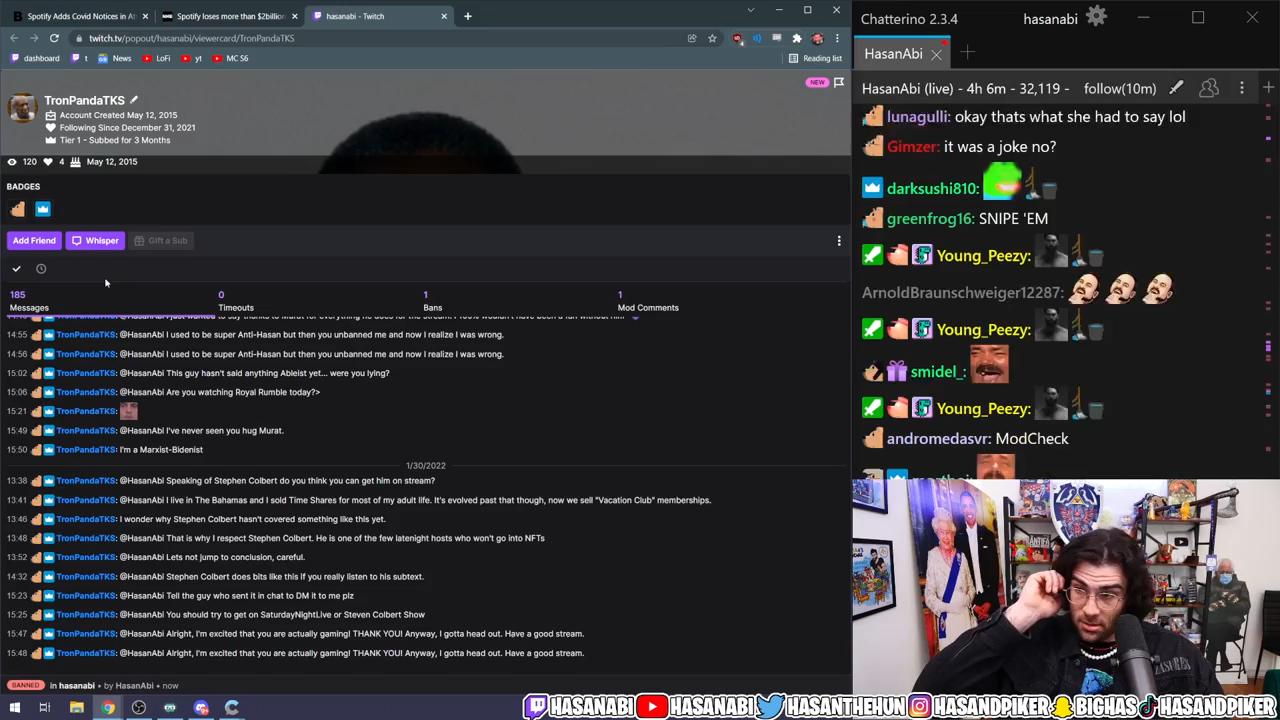 Spotify Adds Covid Notices in At
Spotify loses more than $2billion
hasanabi - Twitch
twitch.tv/popout/hasanabi/viewercard/TronPandaTKS
Reading list
dashboard
t
News
LoFi
yt
MC S6
NEW
TronPandaTKS
Account Created May 12, 2015
Following Since December 31, 2021
Tier 1 - Subbed for 3 Months
120 4 May 12, 2015
BADGES
Add Friend
Whisper
Gift a Sub
185 0 1 1
Messages Timeouts Bans Mod Comments
14:55 TronPandaTKS: @HasanAbi I used to be super Anti-Hasan but then you unbanned me and now I realize I was wrong.
14:56 TronPandaTKS: @HasanAbi I used to be super Anti-Hasan but then you unbanned me and now I realize I was wrong.
15:02 TronPandaTKS: @HasanAbi This guy hasn't said anything Ableist yet... were you lying?
15:06 TronPandaTKS: @HasanAbi Are you watching Royal Rumble today?>
15:21 TronPandaTKS:
15:49 TronPandaTKS: @HasanAbi I've never seen you hug Murat.
15:50 TronPandaTKS: I'm a Marxist-Bidenist
1/30/2022
13:38 TronPandaTKS: @HasanAbi Speaking of Stephen Colbert do you think you can get him on stream?
13:41 TronPandaTKS: @HasanAbi I live in The Bahamas and I sold Time Shares for most of my adult life. It's evolved past that though, now we sell "Vacation Club" memberships.
13:46 TronPandaTKS: I wonder why Stephen Colbert hasn't covered something like this yet.
13:48 TronPandaTKS: @HasanAbi That is why I respect Stephen Colbert. He is one of the few latenight hosts who won't go into NFTs
13:52 TronPandaTKS: @HasanAbi Lets not jump to conclusion, careful.
14:32 TronPandaTKS: @HasanAbi Stephen Colbert does bits like this if you really listen to his subtext.
15:23 TronPandaTKS: @HasanAbi Tell the guy who sent it in chat to DM it to me plz
15:25 TronPandaTKS: @HasanAbi You should try to get on SaturdayNightLive or Steven Colbert Show
15:47 TronPandaTKS: @HasanAbi Alright, I'm excited that you are actually gaming! THANK YOU! Anyway, I gotta head out. Have a good stream.
15:48 TronPandaTKS: @HasanAbi Alright, I'm excited that you are actually gaming! THANK YOU! Anyway, I gotta head out. Have a good stream.
BANNED in hasanabi • by HasanAbi • now
Chatterino 2.3.4 hasanabi
HasanAbi
HasanAbi (live) - 4h 6m - 32,119 - follow(10m)
lunagulli: okay thats what she had to say lol
Gimzer: it was a joke no?
darksushi810:
greenfrog16: SNIPE 'EM
Young_Peezy:
ArnoldBraunschweiger12287:
Young_Peezy:
smidel_:
Young_Peezy:
andromedasvr: ModCheck
HASANABI HASANABI HASANTHEHUN HASANDPIKER BIGHAS HASANDPIKER